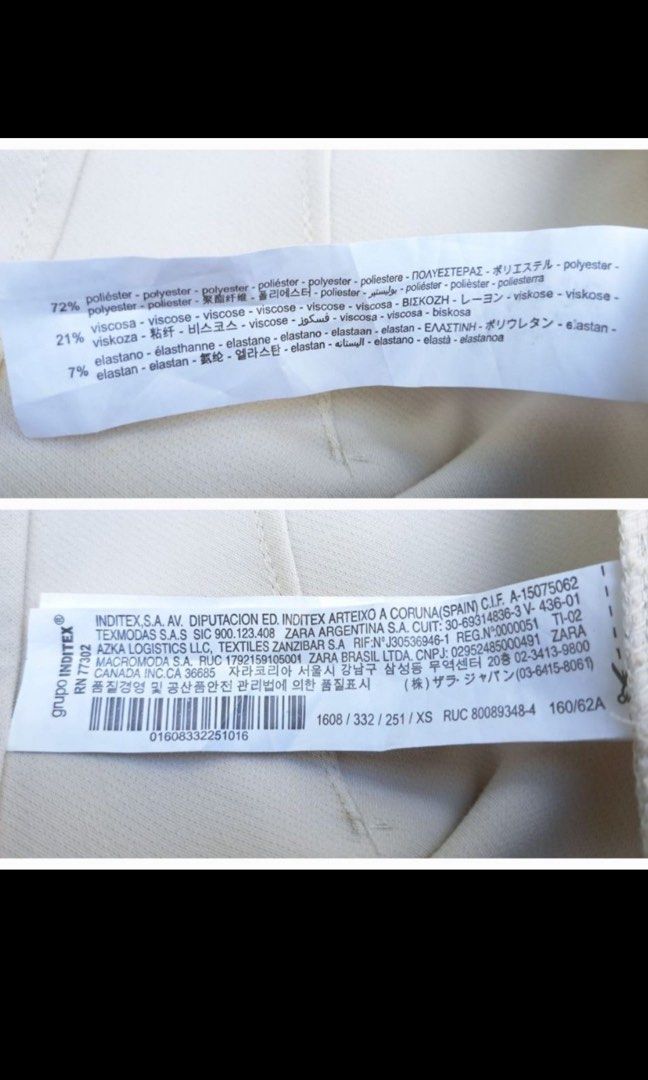 72% poliéster - polyester - polyester - poliéster - polyester - poliestere - ΠΟΛΥΕΣΤΕΡΑΣ - ポリエステル - polyester -
polyester - poliester - 聚酯纤维 - 폴리에스터 - poliester - بوليستير - poliéster - polièster - poliesterra
21% viscosa - viscose - viscose - viscose - viscose - viscosa - ΒΙΣΚΟΖΗ - レーヨン - viskose - viskose -
viskoza - 粘纤 - 비스코스 - viscose - فسكوز - viscosa - viscosa - biskosa
7% elastano - élasthanne - elastane - elastano - elastaan - elastan - ΕΛΑΣΤΙΝΗ - ポリウレタン - elastan -
elastan - elastan - 氨纶 - 엘라스탄 - elastan - اليستانه - elastano - elastà - elastanoa
grupo INDITEX®
RN 77302
INDITEX,S.A. AV. DIPUTACION ED. INDITEX ARTEIXO A CORUNA(SPAIN) C.I.F. A-15075062
TEXMODAS S.A.S SIC 900.123.408 ZARA ARGENTINA S.A. CUIT: 30-69314836-3 V- 436-01
AZKA LOGISTICS LLC, TEXTILES ZANZIBAR S.A RIF:N°J30536946-1 REG.N°0000051 TI-02
MACROMODA S.A. RUC 1792159105001 ZARA BRASIL LTDA. CNPJ: 02952485000491 ZARA
CANADA INC.CA 36685 자라코리아 서울시 강남구 삼성동 무역센터 20층 02-3413-9800
품질경영 및 공산품안전 관리법에 의한 품질표시 (株) ザラ・ジャパン(03-6415-8061)
1608 / 332 / 251 / XS RUC 80089348-4 160/62A
01608332251016